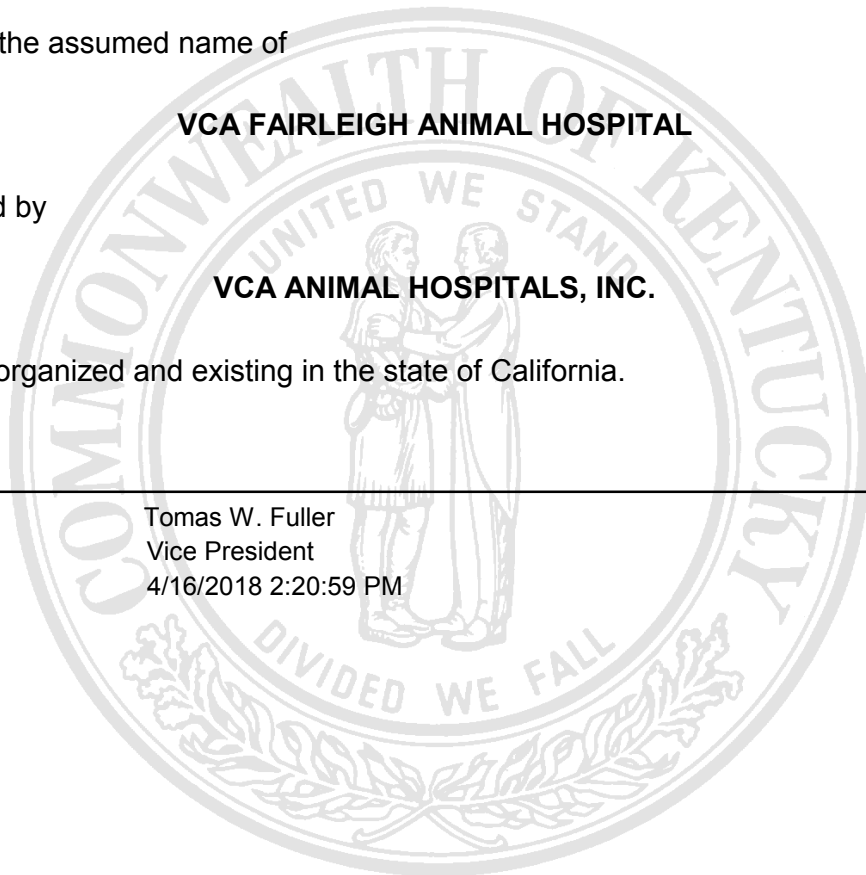 the assumed name of
VCA FAIRLEIGH ANIMAL HOSPITAL
d by
VCA ANIMAL HOSPITALS, INC.
organized and existing in the state of California.
Tomas W. Fuller
Vice President
4/16/2018 2:20:59 PM
COMMONWEALTH OF KENTUCKY
UNITED WE STAND
DIVIDED WE FALL